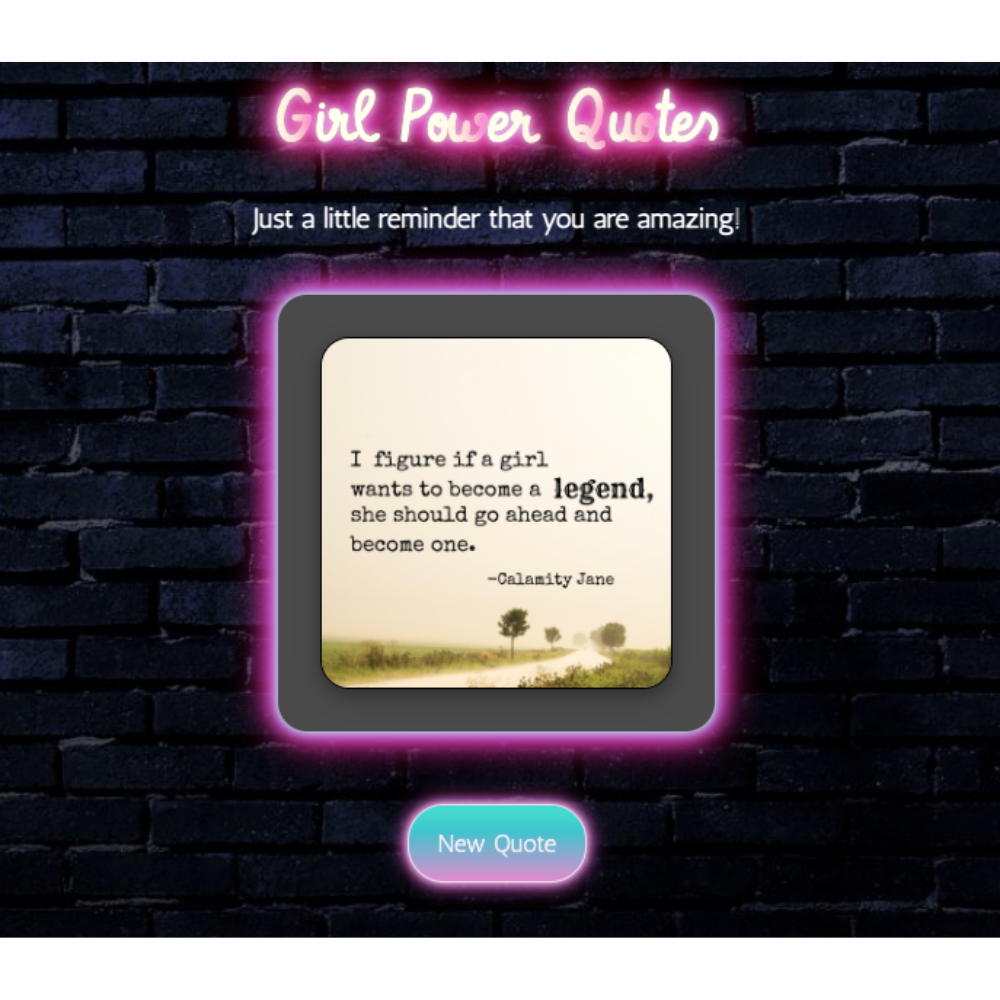 Girl Power Quotes
Just a little reminder that you are amazing!
I figure if a girl
wants to become a legend,
she should go ahead and
become one.
-Calamity Jane
New Quote